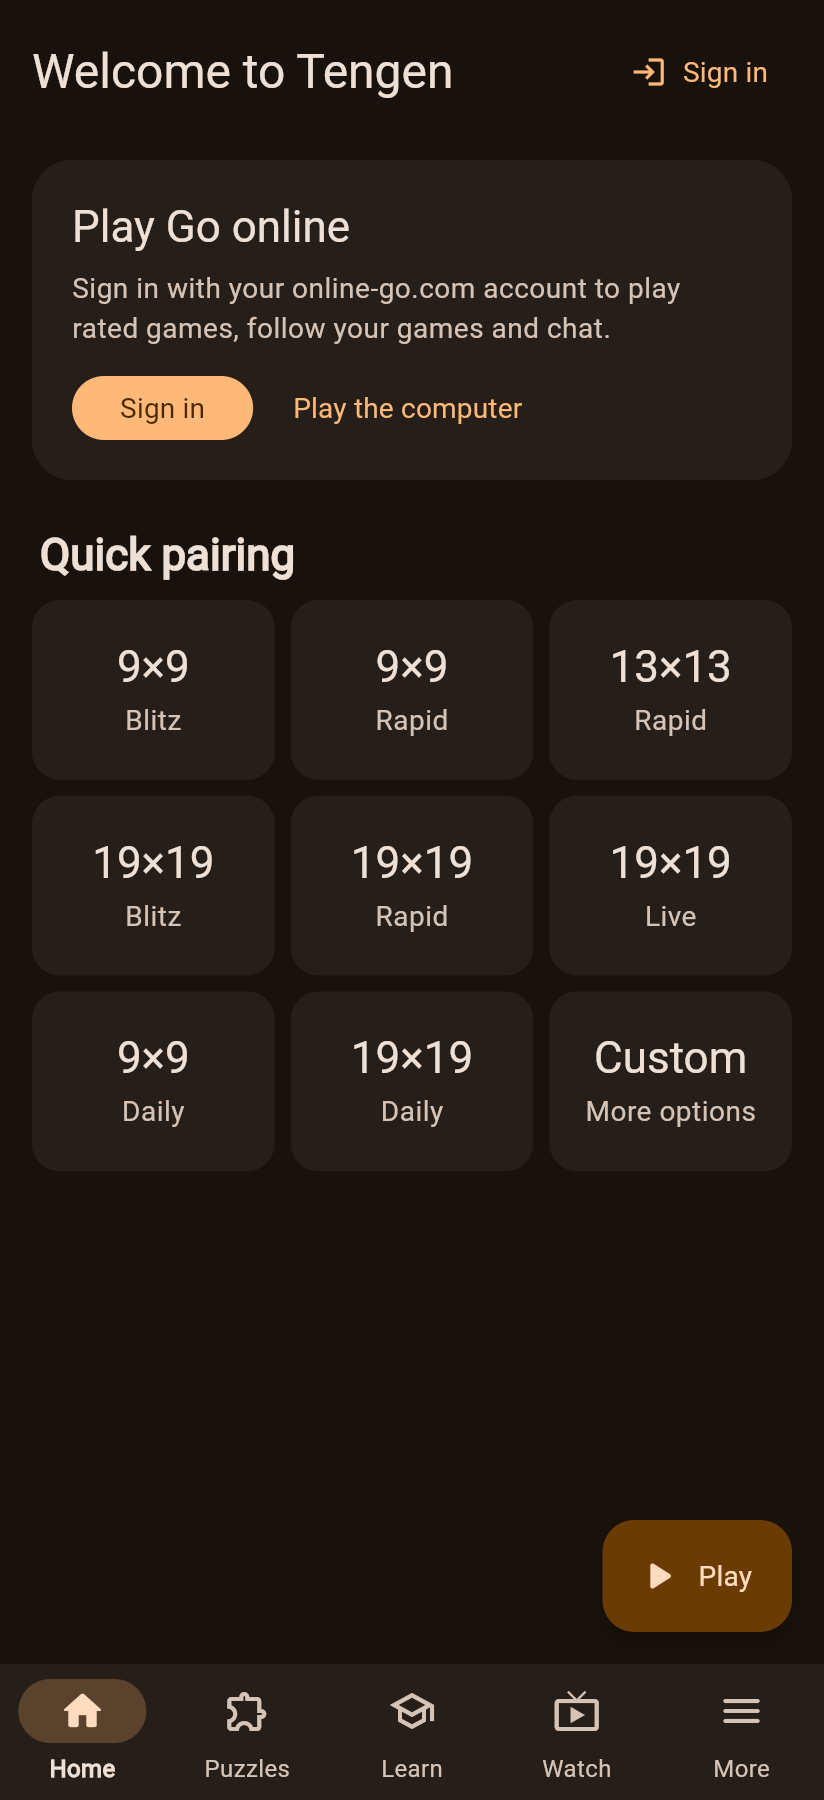 Welcome to Tengen
Sign in
Play Go online
Sign in with your online-go.com account to play
rated games, follow your games and chat.
Sign in
Play the computer
Quick pairing
9×9
Blitz
9×9
Rapid
13×13
Rapid
19×19
Blitz
19×19
Rapid
19×19
Live
9×9
Daily
19×19
Daily
Custom
More options
Play
Home
Puzzles
Learn
Watch
More